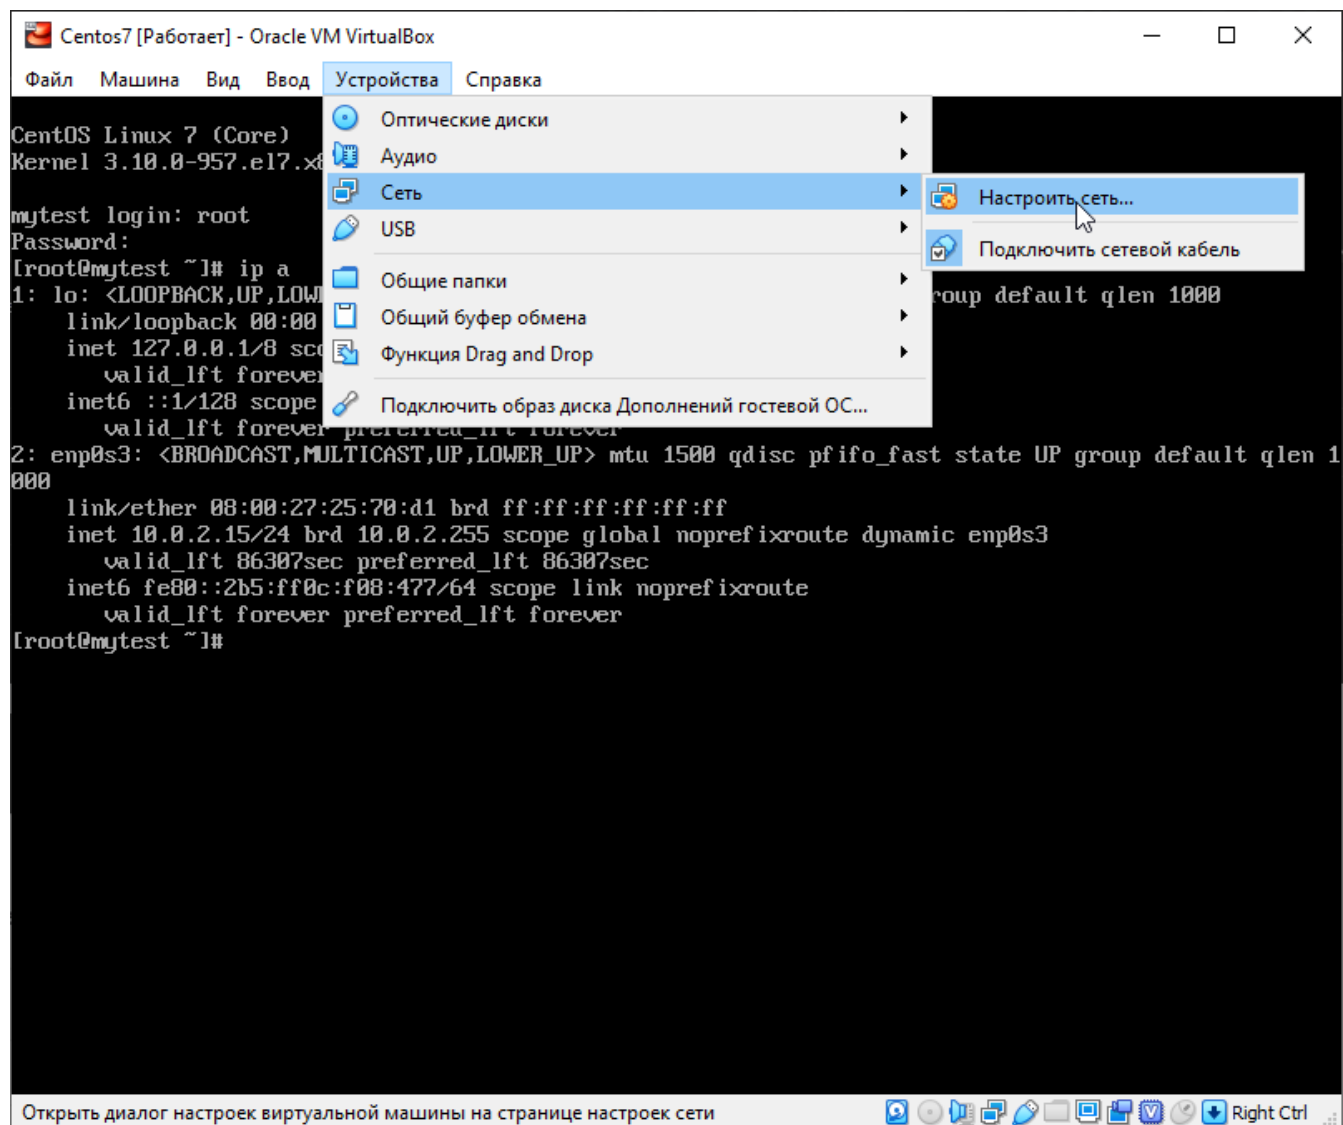 Centos7 [Работает] - Oracle VM VirtualBox
Файл Машина Вид Ввод Устройства Справка
Оптические диски
Аудио
Сеть
USB
Общие папки
Общий буфер обмена
Функция Drag and Drop
Подключить образ диска Дополнений гостевой ОС...
Настроить сеть...
Подключить сетевой кабель
CentOS Linux 7 (Core)
Kernel 3.10.0-957.el7.x8
mytest login: root
Password:
[root@mytest ~]# ip a
1: lo: <LOOPBACK,UP,LOW roup default qlen 1000
link/loopback 00:00
inet 127.0.0.1/8 sco
valid_lft forever
inet6 ::1/128 scope
valid_lft forever preferred_lft forever
2: enp0s3: <BROADCAST,MULTICAST,UP,LOWER_UP> mtu 1500 qdisc pfifo_fast state UP group default qlen 1
000
link/ether 08:00:27:25:70:d1 brd ff:ff:ff:ff:ff:ff
inet 10.0.2.15/24 brd 10.0.2.255 scope global noprefixroute dynamic enp0s3
valid_lft 86307sec preferred_lft 86307sec
inet6 fe80::2b5:ff0c:f08:477/64 scope link noprefixroute
valid_lft forever preferred_lft forever
[root@mytest ~]#
Открыть диалог настроек виртуальной машины на странице настроек сети
Right Ctrl